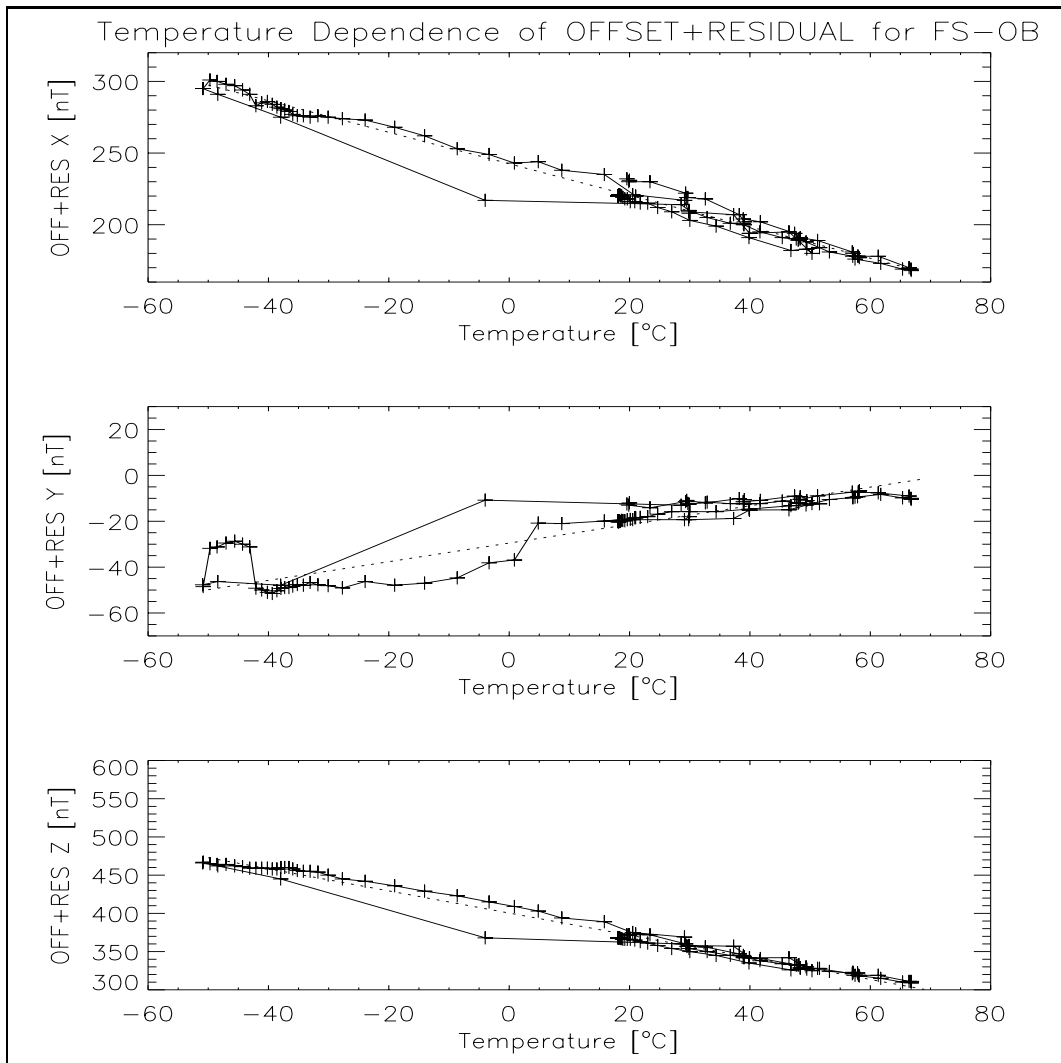 Temperature Dependence of OFFSET+RESIDUAL for FS-OB
OFF+RES X [nT]
300
250
200
-60 -40 -20 0 20 40 60 80
Temperature [°C]
OFF+RES Y [nT]
20
0
-20
-40
-60
-60 -40 -20 0 20 40 60 80
Temperature [°C]
OFF+RES Z [nT]
600
550
500
450
400
350
300
-60 -40 -20 0 20 40 60 80
Temperature [°C]